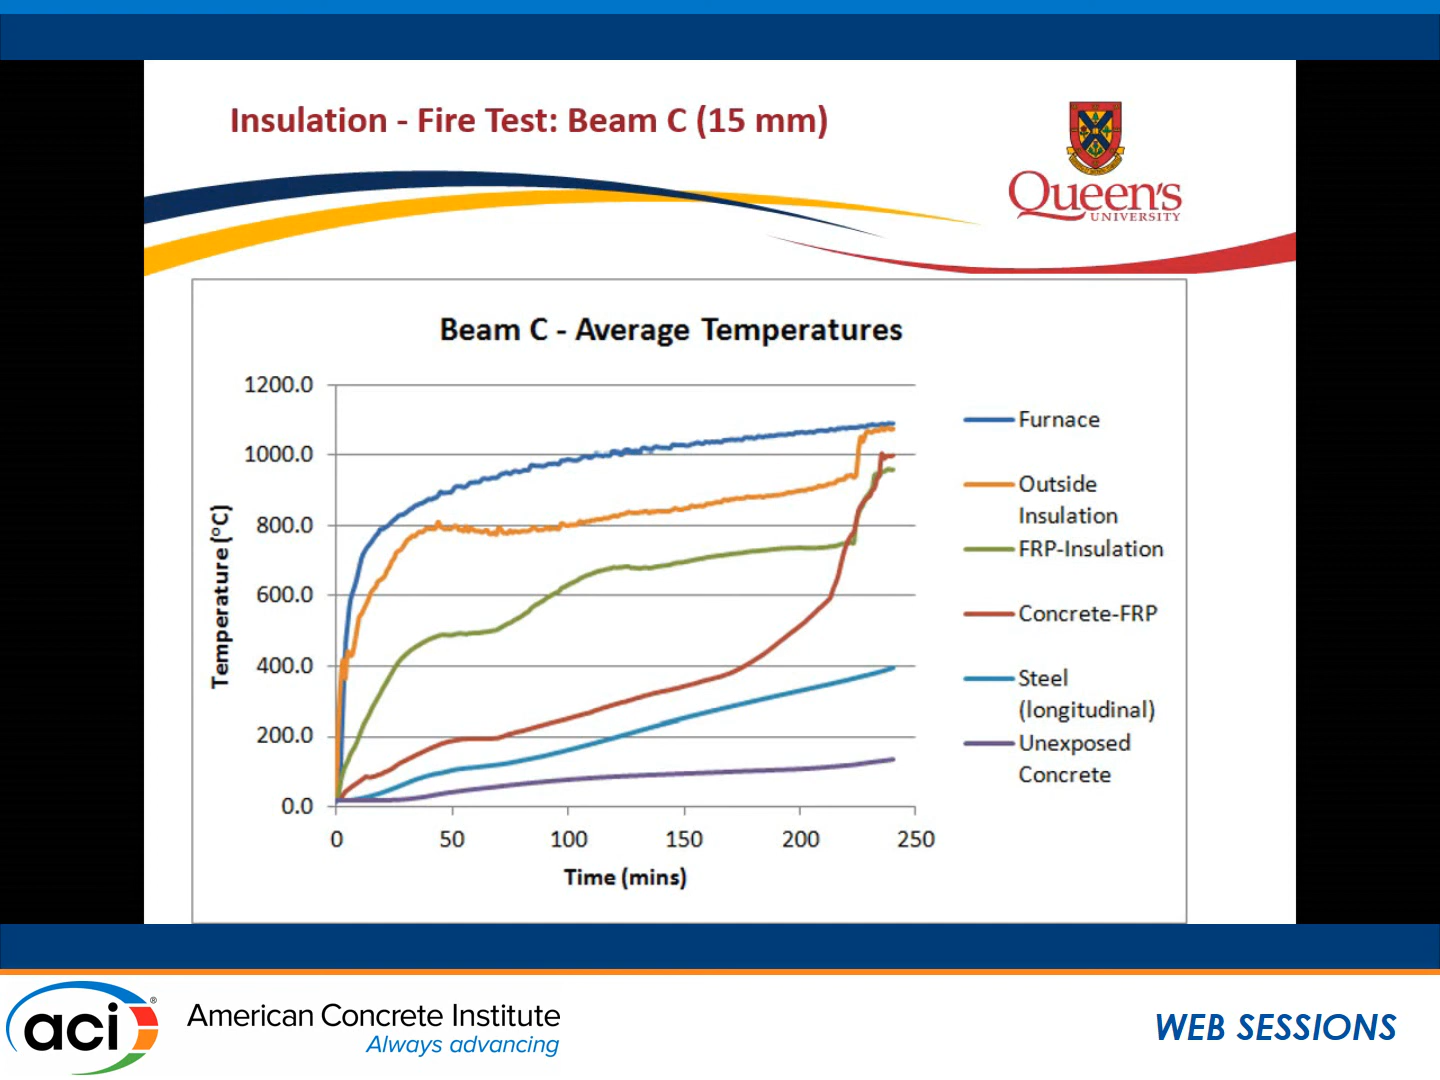 Insulation - Fire Test: Beam C (15 mm)
Queen's
UNIVERSITY
Beam C - Average Temperatures
1200.0
1000.0
800.0
600.0
400.0
200.0
0.0
Temperature (°C)
0 50 100 150 200 250
Time (mins)
Furnace
Outside
Insulation
FRP-Insulation
Concrete-FRP
Steel
(longitudinal)
Unexposed
Concrete
aci®
American Concrete Institute
Always advancing
WEB SESSIONS